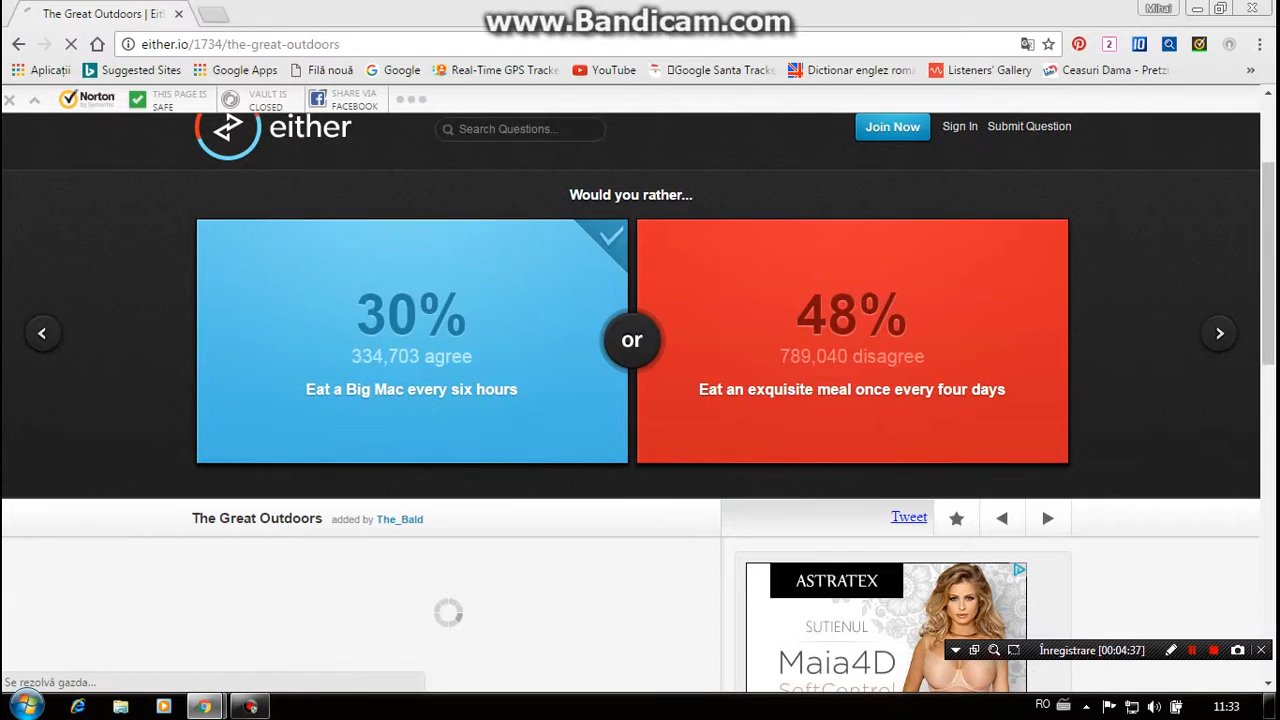 www.Bandicam.com
The Great Outdoors | Eit
Mihai
either.io/1734/the-great-outdoors
Aplicații
Suggested Sites
Google Apps
Filă nouă
Google
Real-Time GPS Tracke
YouTube
Google Santa Tracke
Dictionar englez roma
Listeners' Gallery
Ceasuri Dama - Pretz
Norton
by Symantec
THIS PAGE IS
SAFE
VAULT IS
CLOSED
SHARE VIA
FACEBOOK
either
Search Questions...
Join Now
Sign In
Submit Question
Would you rather...
30%
334,703 agree
Eat a Big Mac every six hours
or
48%
789,040 disagree
Eat an exquisite meal once every four days
The Great Outdoors added by The_Bald
Tweet
ASTRATEX
SUTIENUL
Maia4D
SoftControl
Înregistrare [00:04:37]
Se rezolvă gazda...
RO
11:33